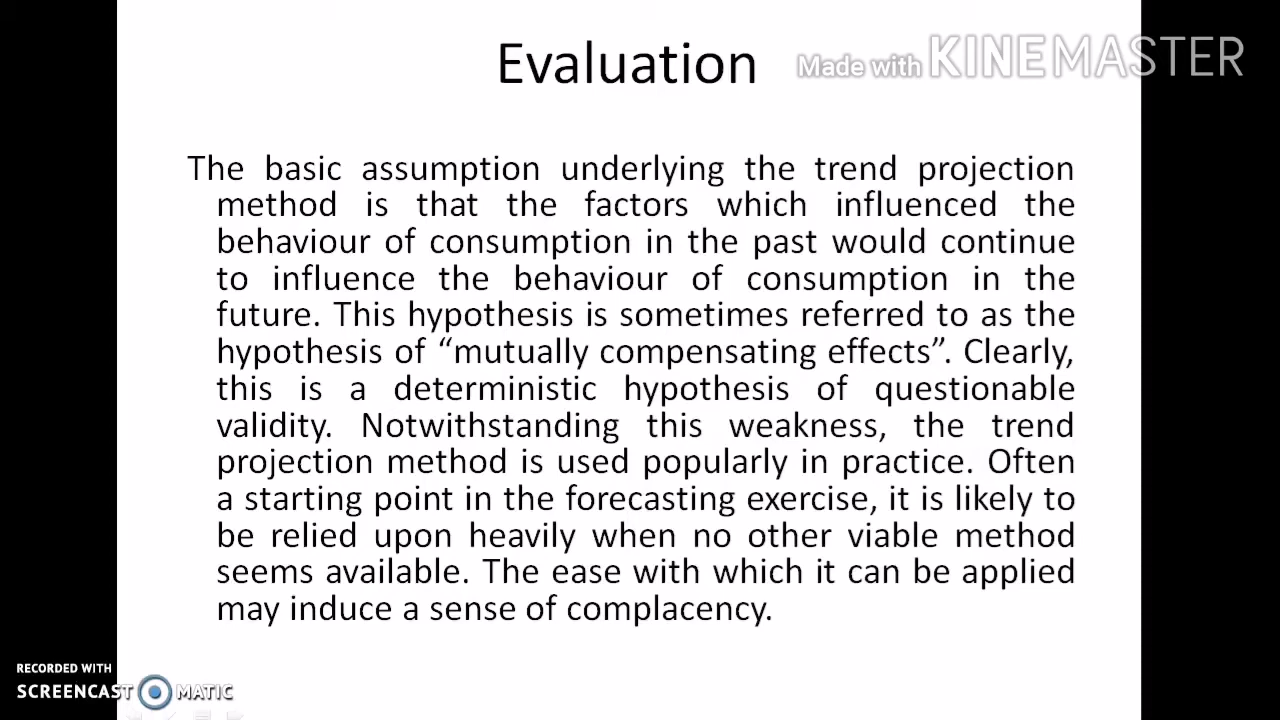 Evaluation
Made with KINEMASTER
The basic assumption underlying the trend projection
method is that the factors which influenced the
behaviour of consumption in the past would continue
to influence the behaviour of consumption in the
future. This hypothesis is sometimes referred to as the
hypothesis of “mutually compensating effects”. Clearly,
this is a deterministic hypothesis of questionable
validity. Notwithstanding this weakness, the trend
projection method is used popularly in practice. Often
a starting point in the forecasting exercise, it is likely to
be relied upon heavily when no other viable method
seems available. The ease with which it can be applied
may induce a sense of complacency.
RECORDED WITH
SCREENCAST MATIC